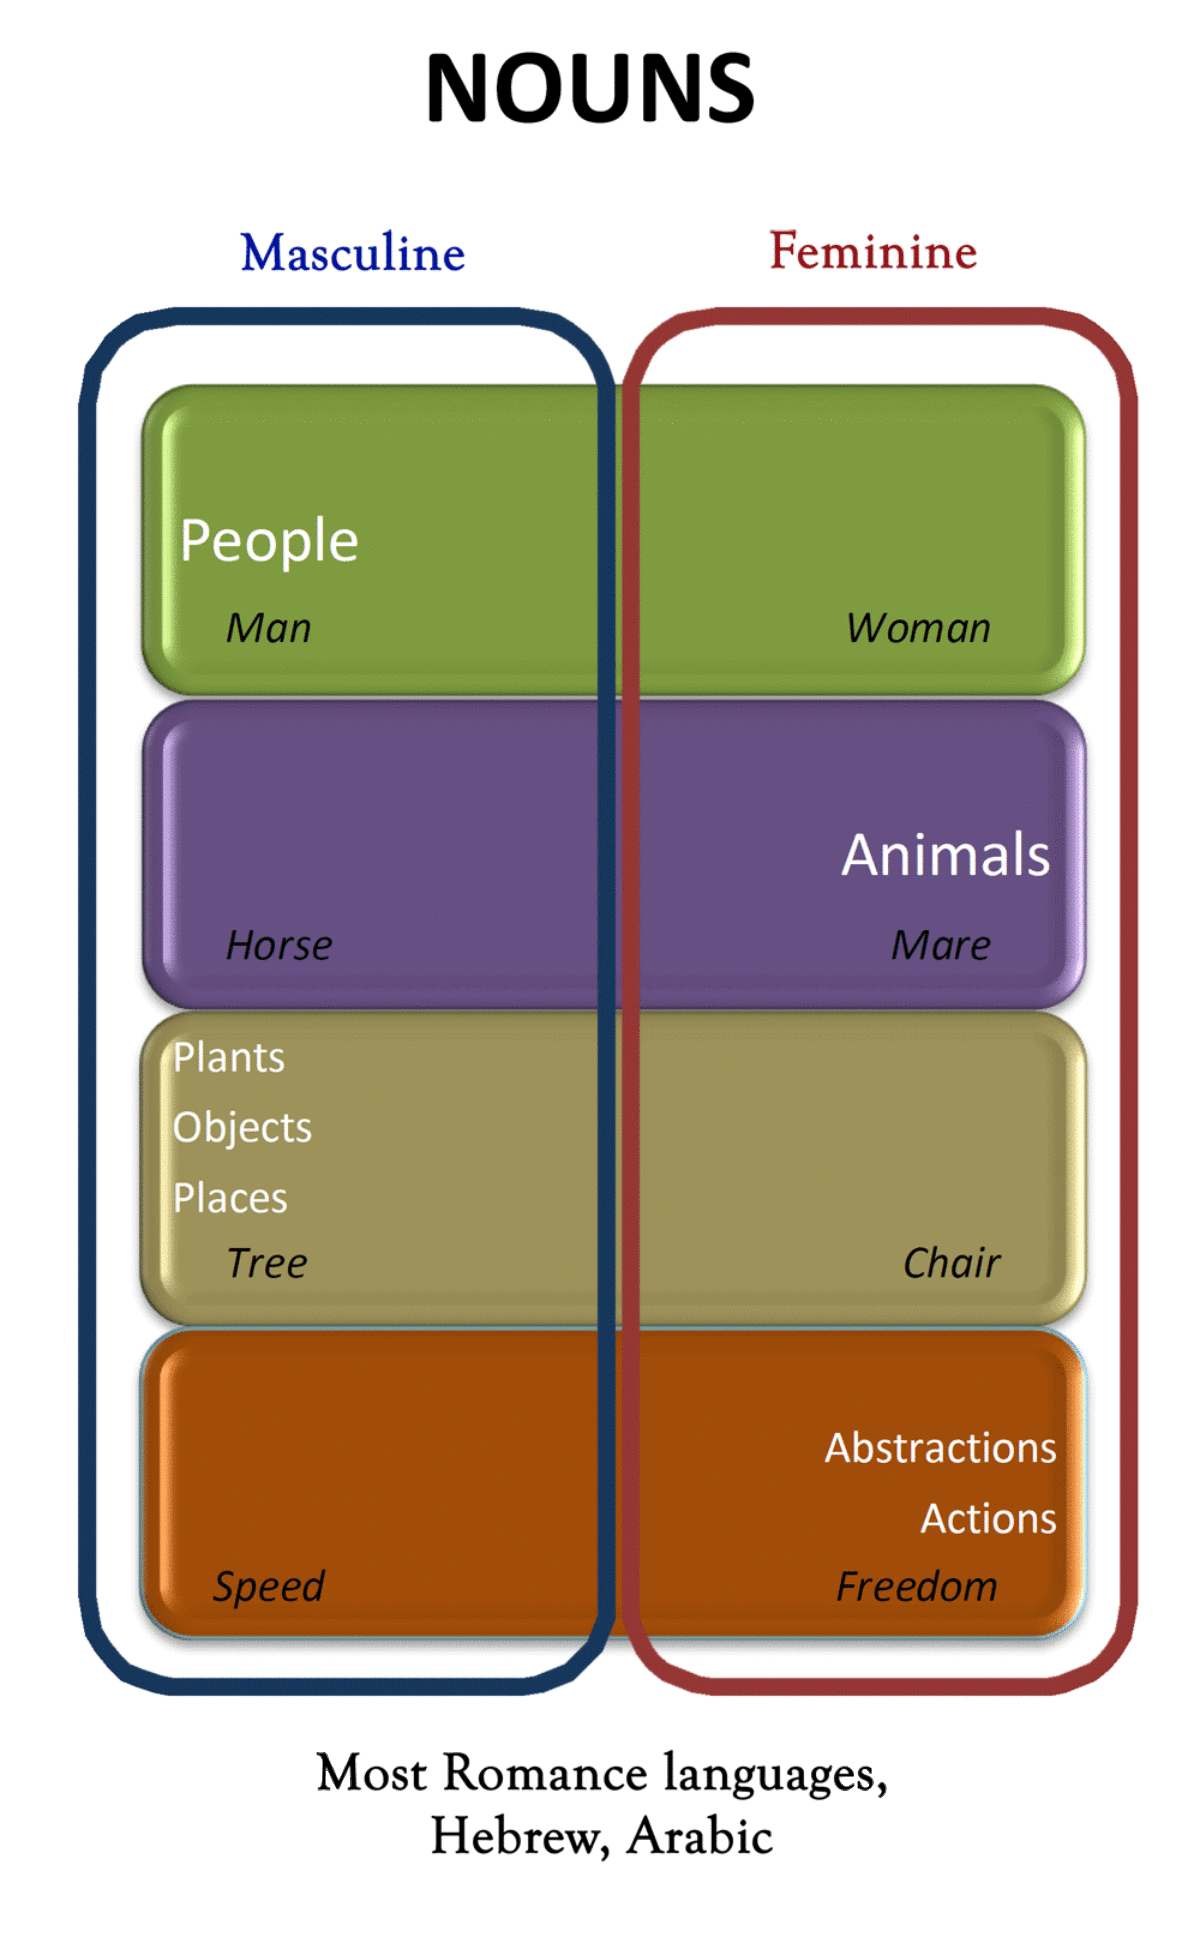 NOUNS
Masculine Feminine
People
Man Woman
Animals
Horse Mare
Plants
Objects
Places
Tree Chair
Abstractions
Actions
Speed Freedom
Most Romance languages,
Hebrew, Arabic